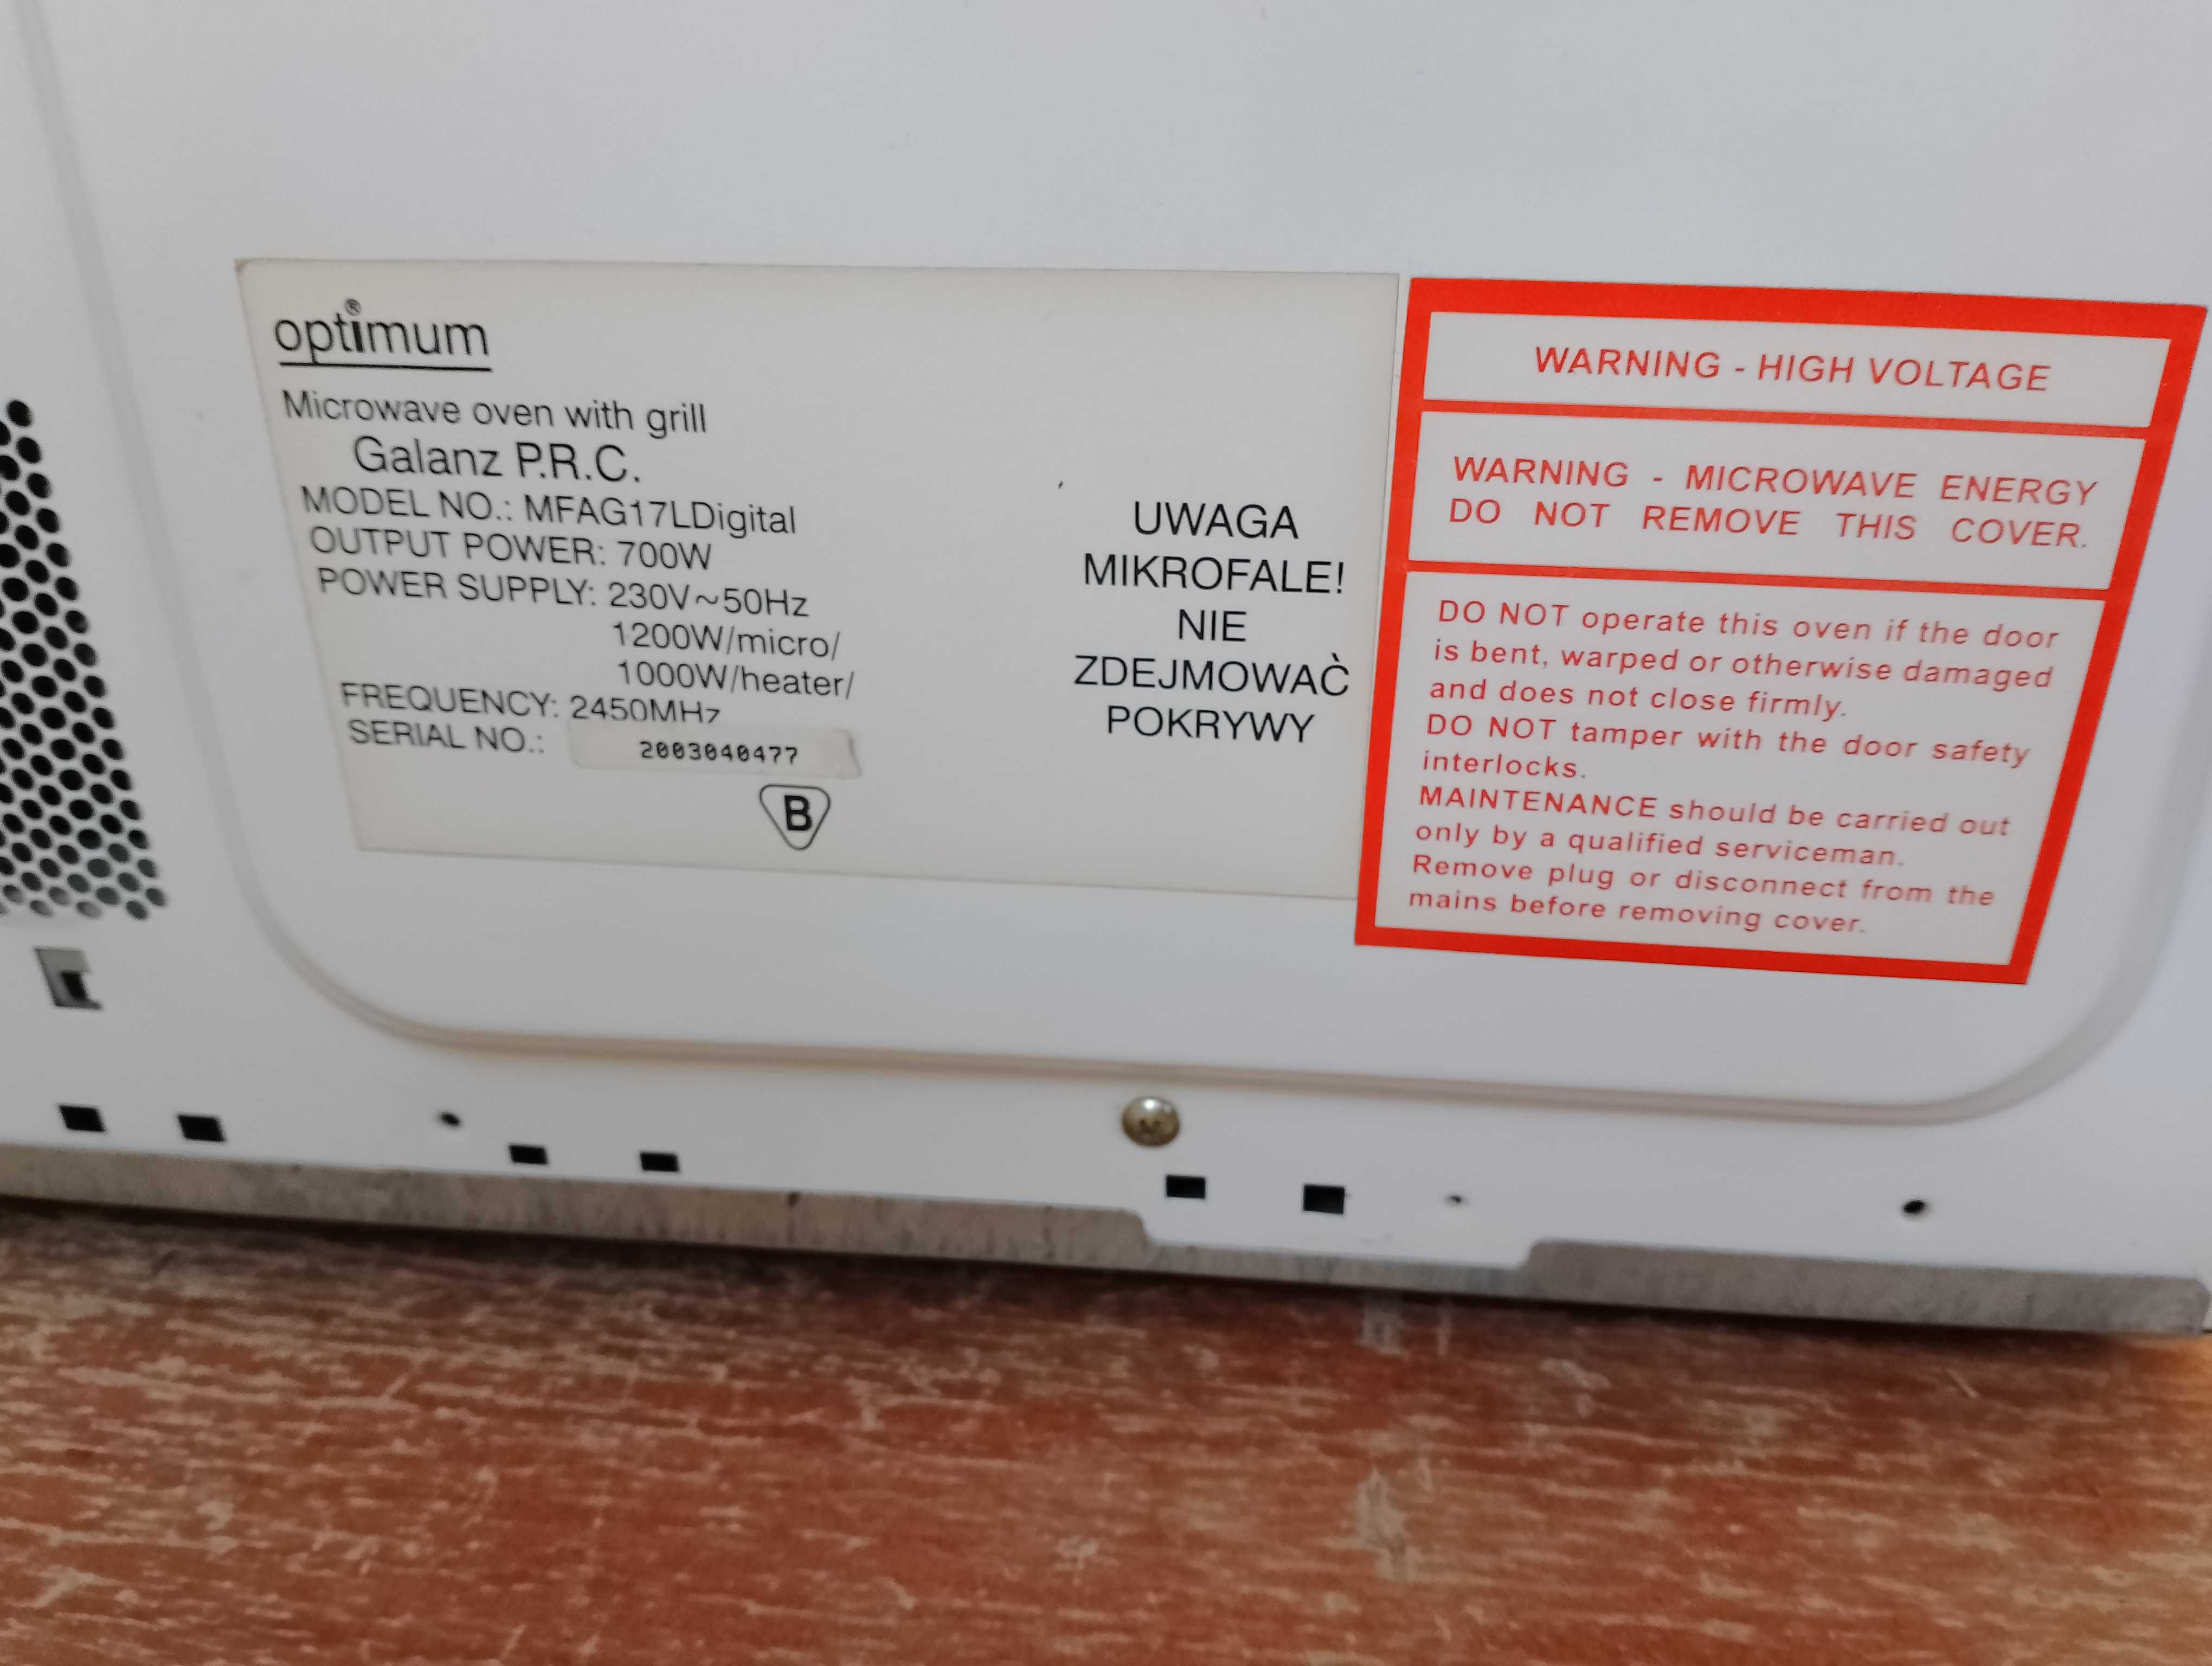 optimum®
Microwave oven with grill
Galanz P.R.C.
MODEL NO.: MFAG17LDigital
OUTPUT POWER: 700W
POWER SUPPLY: 230V~50Hz
1200W/micro/
1000W/heater/
FREQUENCY: 2450MHz
SERIAL NO.: 2003040477
B
UWAGA
MIKROFALE!
NIE
ZDEJMOWAC̀
POKRYWY
WARNING - HIGH VOLTAGE
WARNING - MICROWAVE ENERGY
DO NOT REMOVE THIS COVER.
DO NOT operate this oven if the door
is bent, warped or otherwise damaged
and does not close firmly.
DO NOT tamper with the door safety
interlocks.
MAINTENANCE should be carried out
only by a qualified serviceman.
Remove plug or disconnect from the
mains before removing cover.